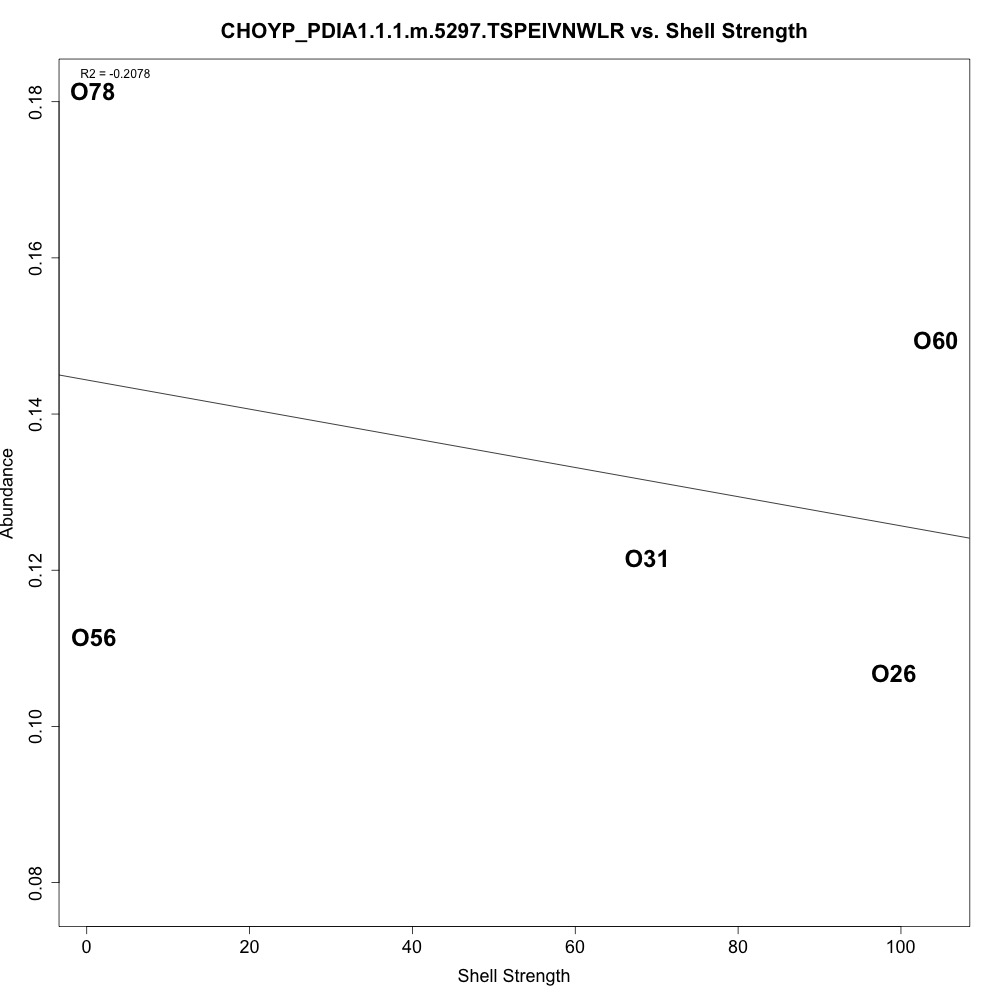 CHOYP_PDIA1.1.1.m.5297.TSPEIVNWLR vs. Shell Strength
R2 = -0.2078
O78
0.18
0.16
O60
0.14
Abundance
O31
0.12
O56
O26
0.10
0.08
0 20 40 60 80 100
Shell Strength